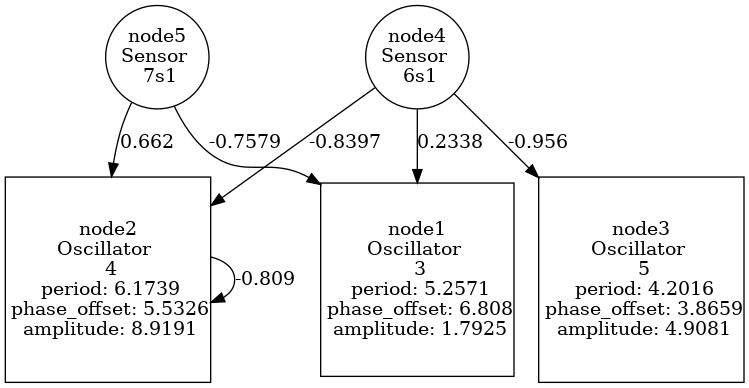 node5
Sensor
7s1
node4
Sensor
6s1
0.662
-0.7579
-0.8397
0.2338
-0.956
node2
Oscillator
4
period: 6.1739
phase_offset: 5.5326
amplitude: 8.9191
-0.809
node1
Oscillator
3
period: 5.2571
phase_offset: 6.808
amplitude: 1.7925
node3
Oscillator
5
period: 4.2016
phase_offset: 3.8659
amplitude: 4.9081